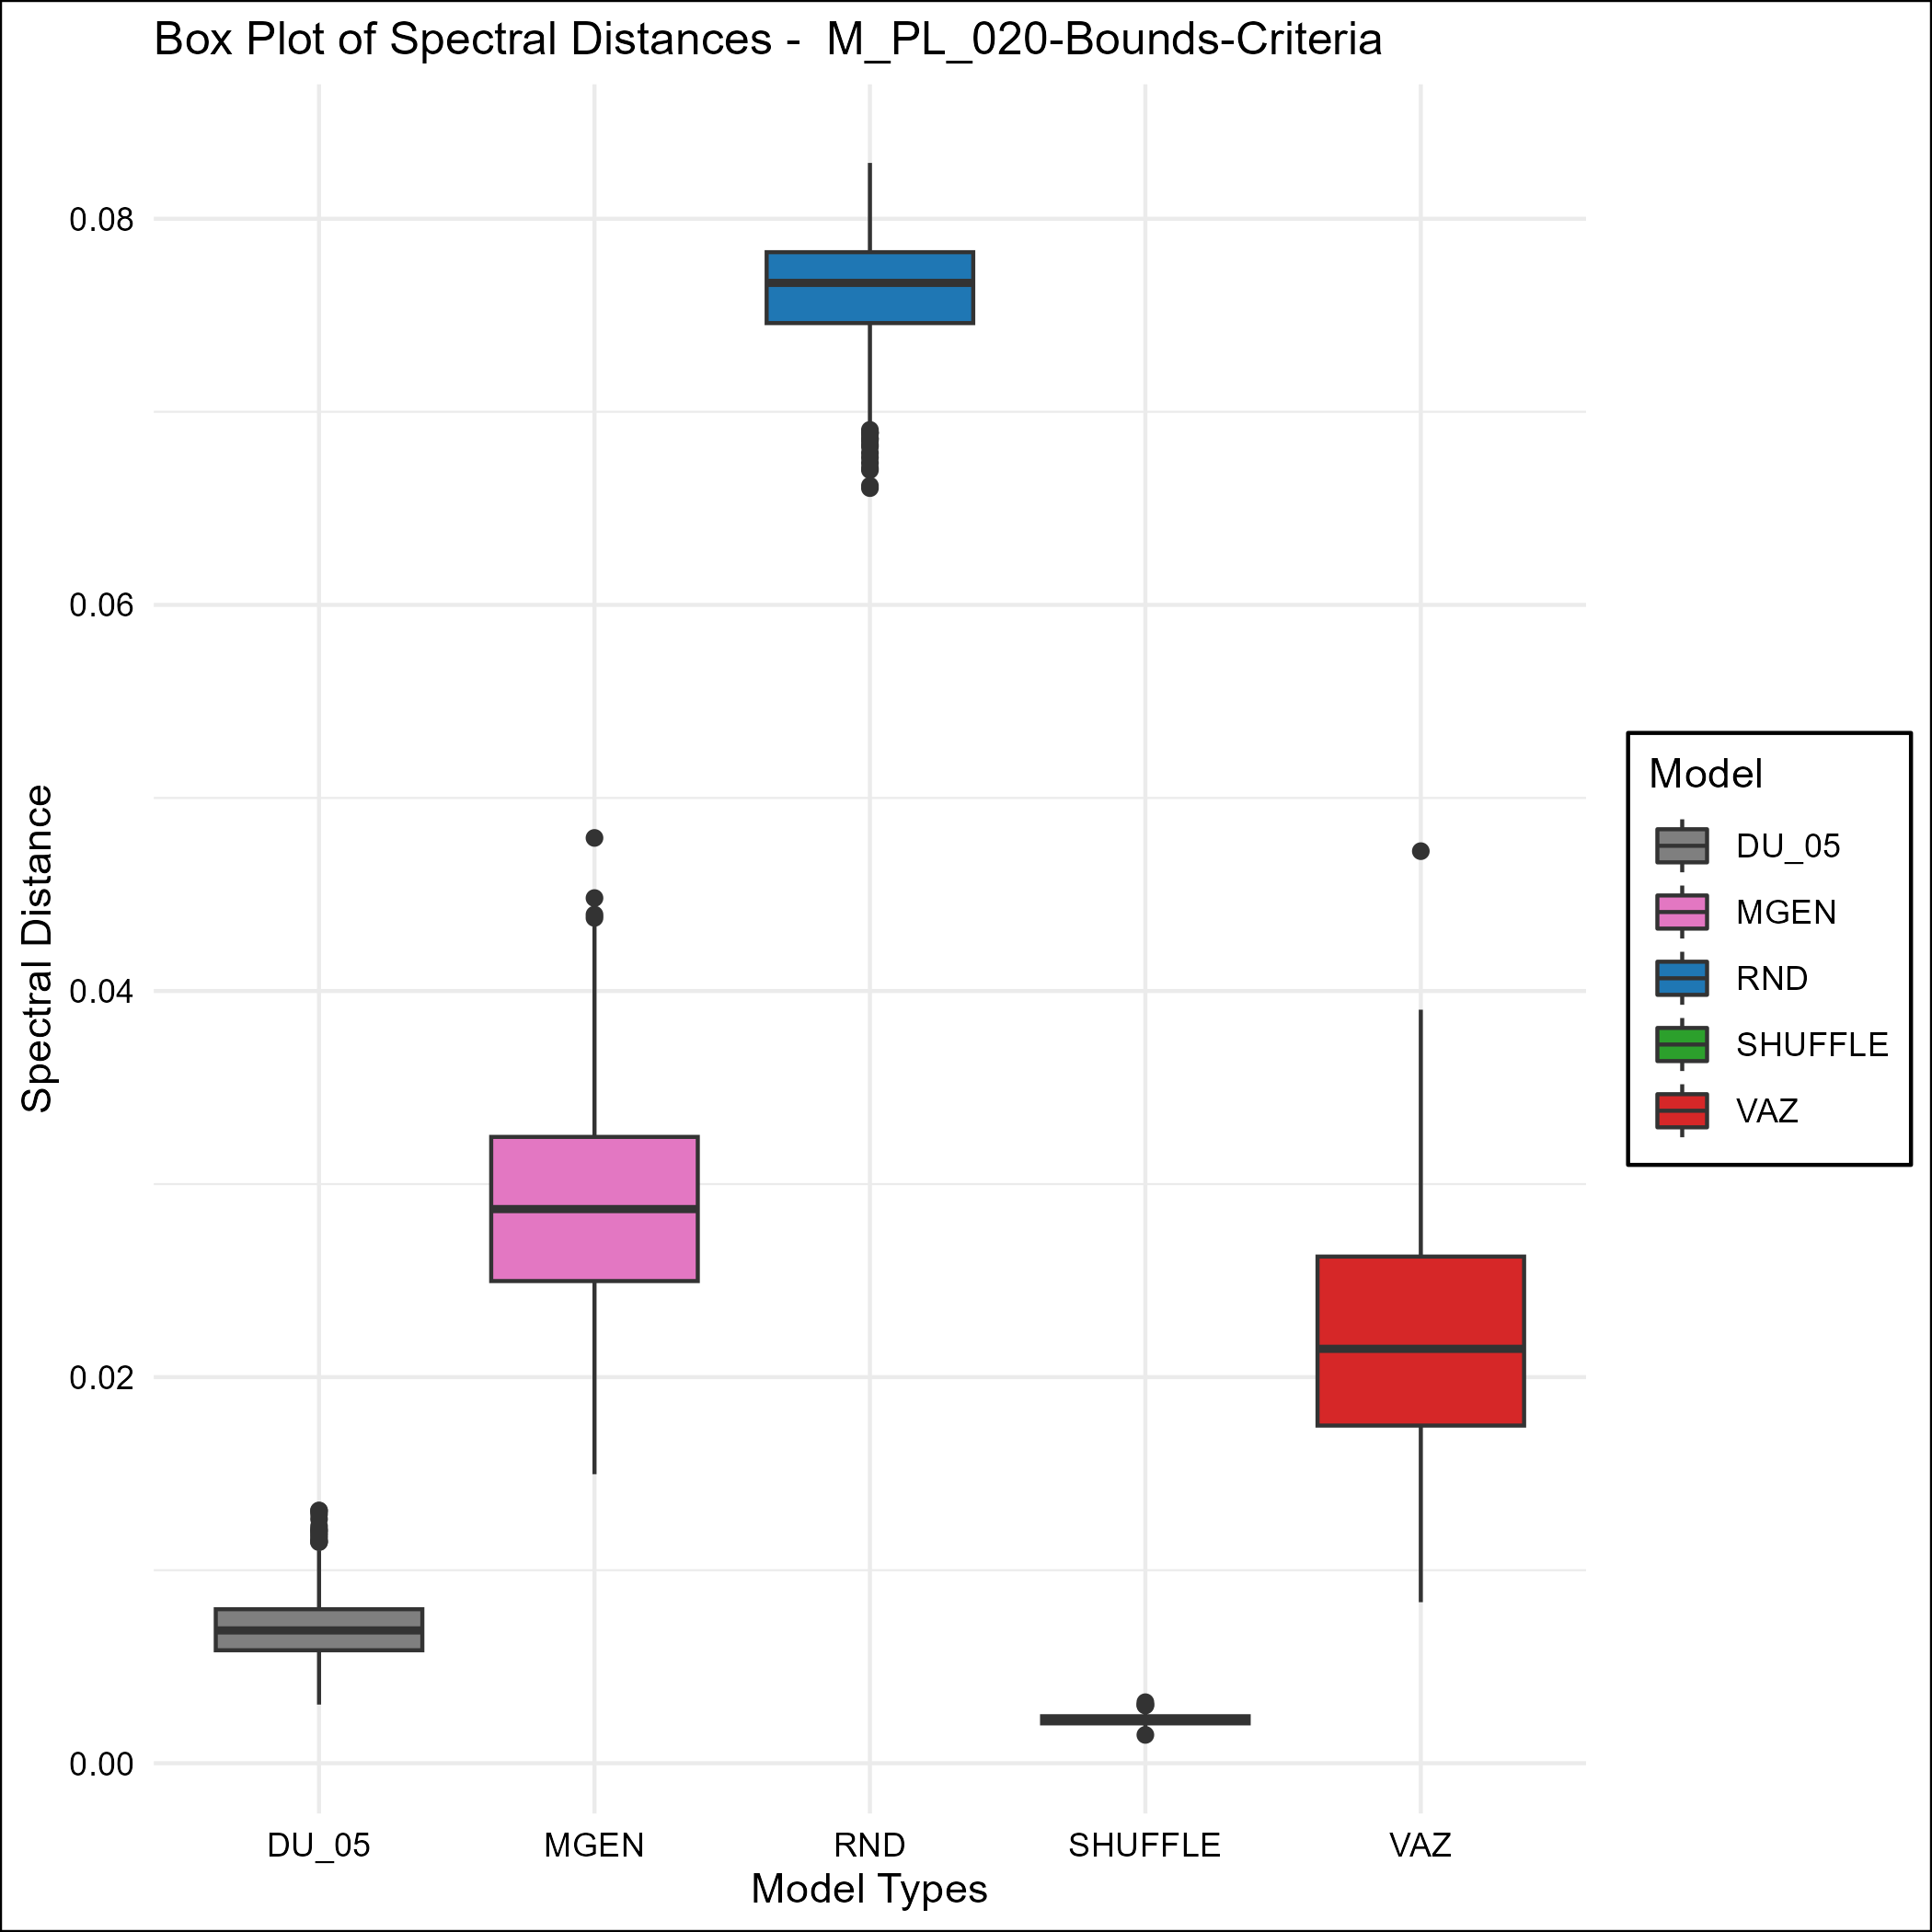 Box Plot of Spectral Distances -  M_PL_020-Bounds-Criteria
0.08
0.06
0.04
0.02
0.00
Spectral Distance
DU_05
MGEN
RND
SHUFFLE
VAZ
Model Types
Model
DU_05
MGEN
RND
SHUFFLE
VAZ